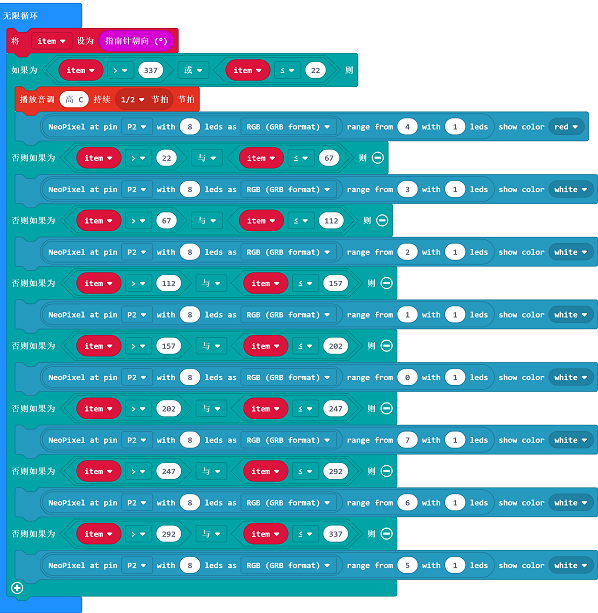 无限循环
将 item 设为 指南针朝向 (°)
如果为 item > 337 或 item ≤ 22 则
播放音调 高 C 持续 1/2 节拍 节拍
NeoPixel at pin P2 with 8 leds as RGB (GRB format) range from 4 with 1 leds show color red
否则如果为 item > 22 与 item ≤ 67 则
NeoPixel at pin P2 with 8 leds as RGB (GRB format) range from 3 with 1 leds show color white
否则如果为 item > 67 与 item ≤ 112 则
NeoPixel at pin P2 with 8 leds as RGB (GRB format) range from 2 with 1 leds show color white
否则如果为 item > 112 与 item ≤ 157 则
NeoPixel at pin P2 with 8 leds as RGB (GRB format) range from 1 with 1 leds show color white
否则如果为 item > 157 与 item ≤ 202 则
NeoPixel at pin P2 with 8 leds as RGB (GRB format) range from 0 with 1 leds show color white
否则如果为 item > 202 与 item ≤ 247 则
NeoPixel at pin P2 with 8 leds as RGB (GRB format) range from 7 with 1 leds show color white
否则如果为 item > 247 与 item ≤ 292 则
NeoPixel at pin P2 with 8 leds as RGB (GRB format) range from 6 with 1 leds show color white
否则如果为 item > 292 与 item ≤ 337 则
NeoPixel at pin P2 with 8 leds as RGB (GRB format) range from 5 with 1 leds show color white